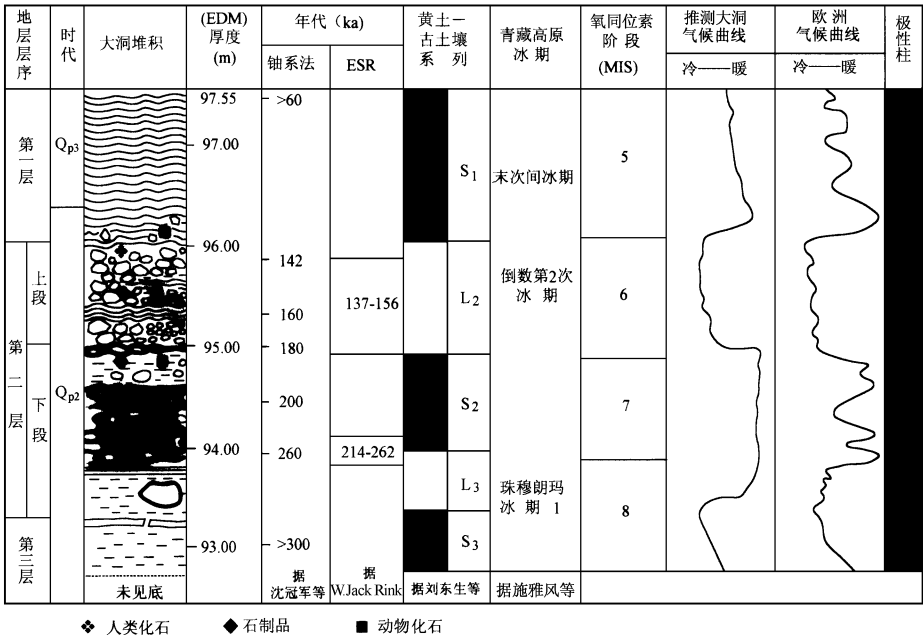 地层层序
时代
大洞堆积
(EDM)
厚度
(m)
年代 (ka)
铀系法
ESR
黄土—
古土壤
系 列
青藏高原
冰期
氧同位素
阶 段
(MIS)
推测大洞
气候曲线
冷——暖
欧 洲
气候曲线
冷——暖
极性柱
第一层
第二层
上段
下段
第三层
Qp3
Qp2
未见底
97.55
97.00
96.00
95.00
94.00
93.00
>60
142
160
180
200
260
>300
据
沈冠军等
137-156
214-262
据
W.Jack Rink
S1
L2
S2
L3
S3
据刘东生等
末次间冰期
倒数第2次
冰 期
珠穆朗玛
冰 期 1
据施雅风等
5
6
7
8
人类化石
石制品
动物化石